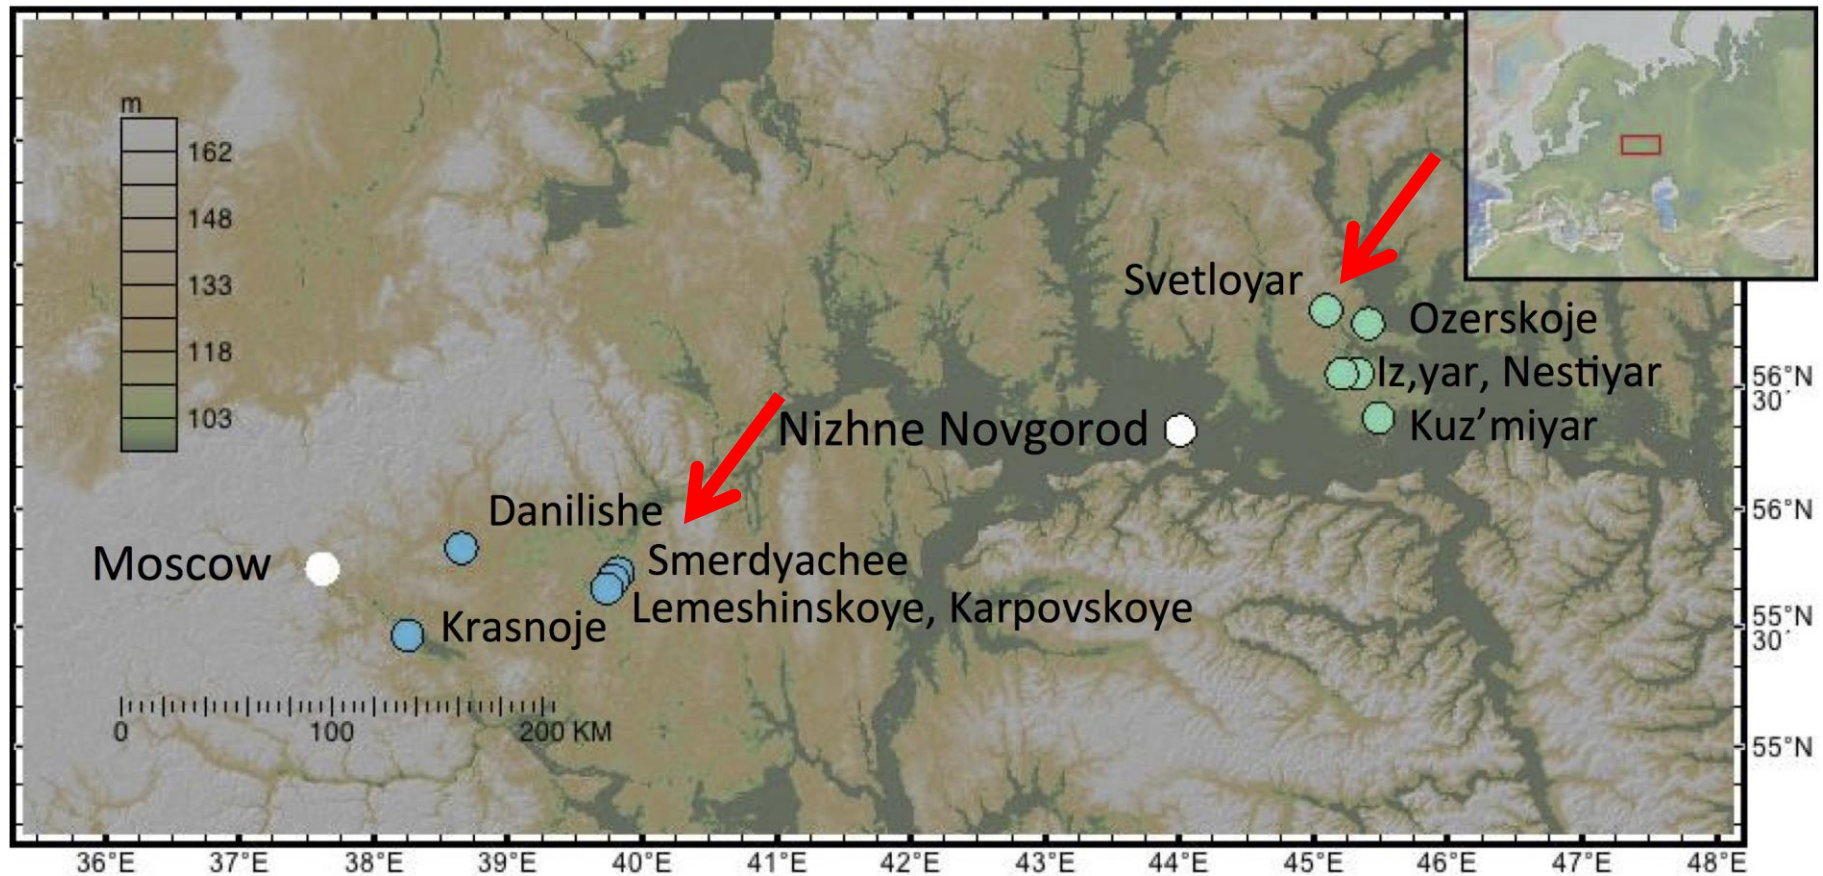 m
162
148
133
118
103
Svetloyar
Ozerskoje
Iz,yar, Nestiyar
Kuz’miyar
Nizhne Novgorod
Danilishe
Moscow
Smerdyachee
Lemeshinskoye, Karpovskoye
Krasnoje
0 100 200 KM
56°N
30´
56°N
55°N
30´
55°N
36°E 37°E 38°E 39°E 40°E 41°E 42°E 43°E 44°E 45°E 46°E 47°E 48°E